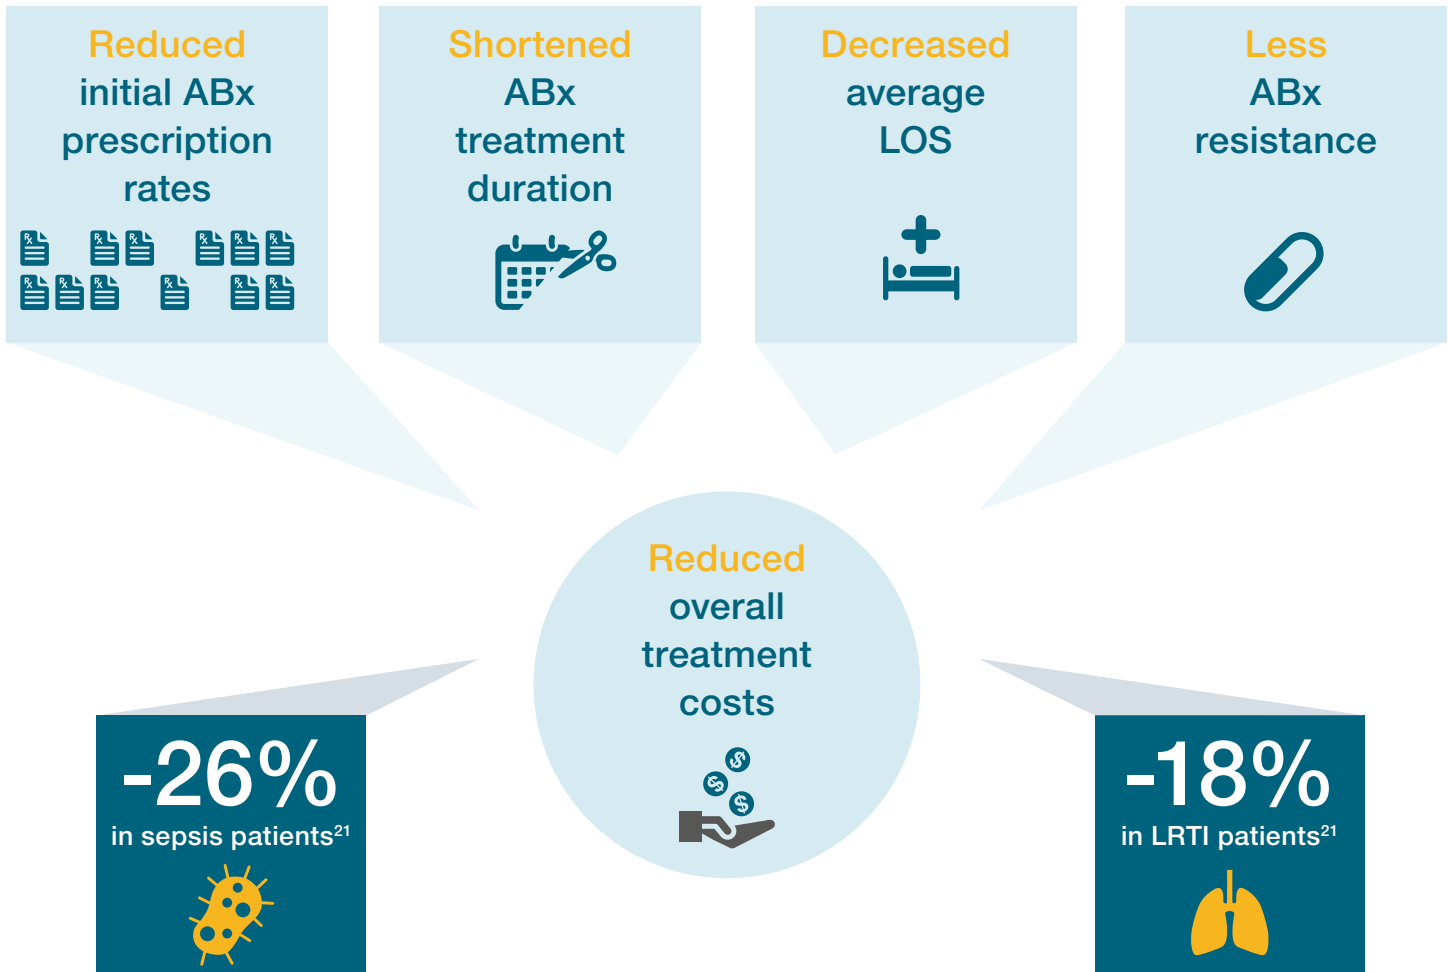 Reduced
initial ABx
prescription
rates
Shortened
ABx
treatment
duration
Decreased
average
LOS
Less
ABx
resistance
Reduced
overall
treatment
costs
-26%
in sepsis patients21
-18%
in LRTI patients21